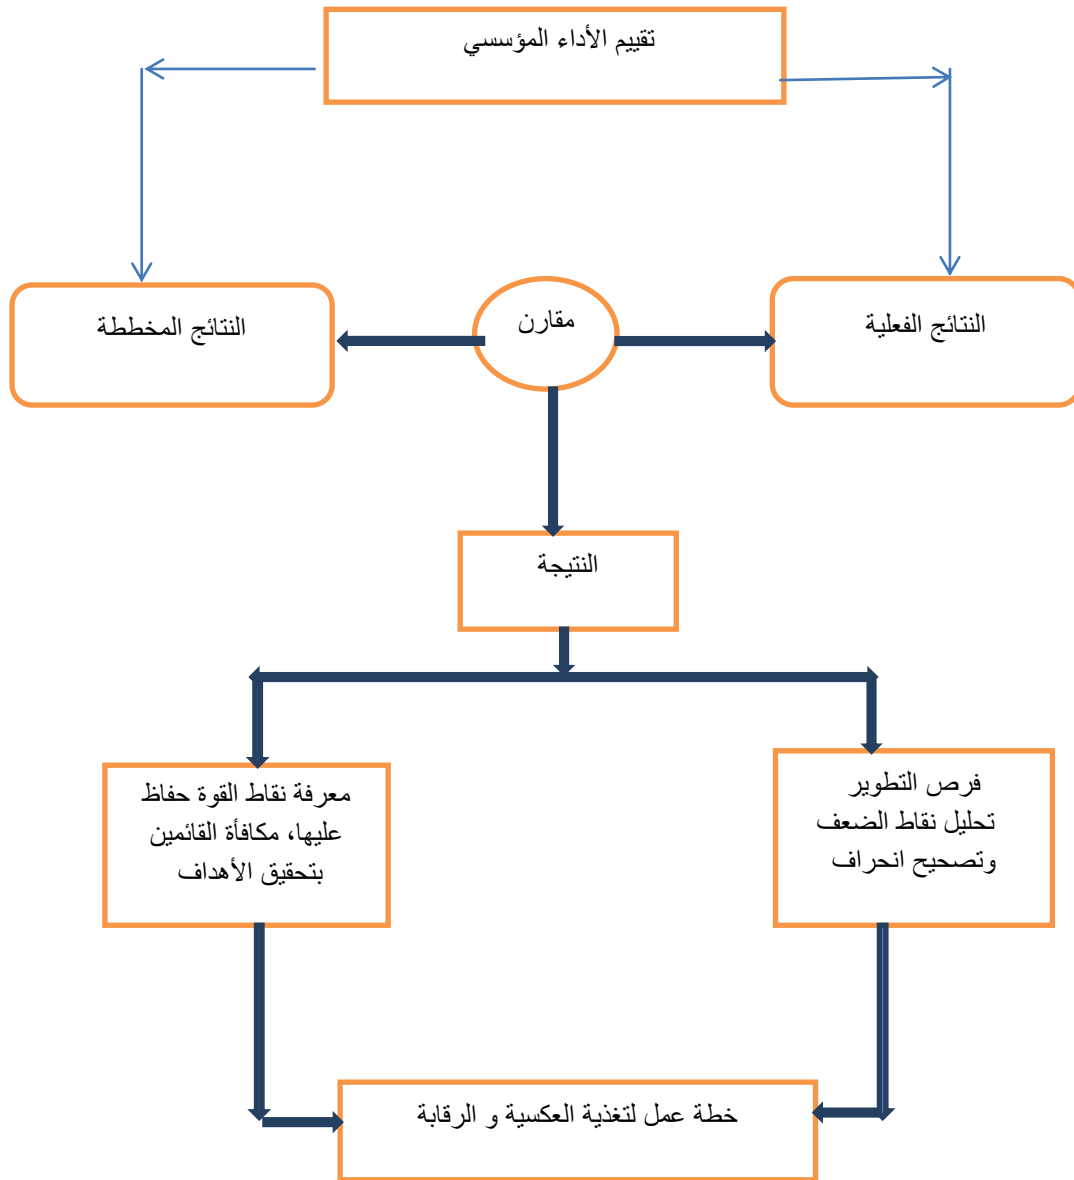 تقييم الأداء المؤسسي
النتائج الفعلية
مقارن
النتائج المخططة
النتيجة
فرص التطوير
تحليل نقاط الضعف
وتصحيح انحراف
معرفة نقاط القوة حفاظ
عليها، مكافأة القائمين
بتحقيق الأهداف
خطة عمل لتغذية العكسية و الرقابة